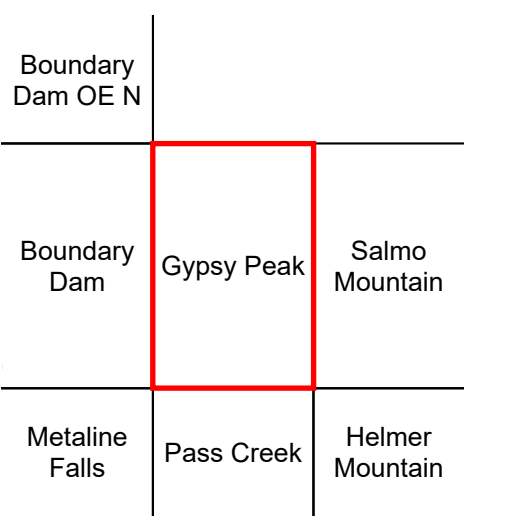 Boundary
Dam OE N
Boundary
Dam
Gypsy Peak
Salmo
Mountain
Metaline
Falls
Pass Creek
Helmer
Mountain